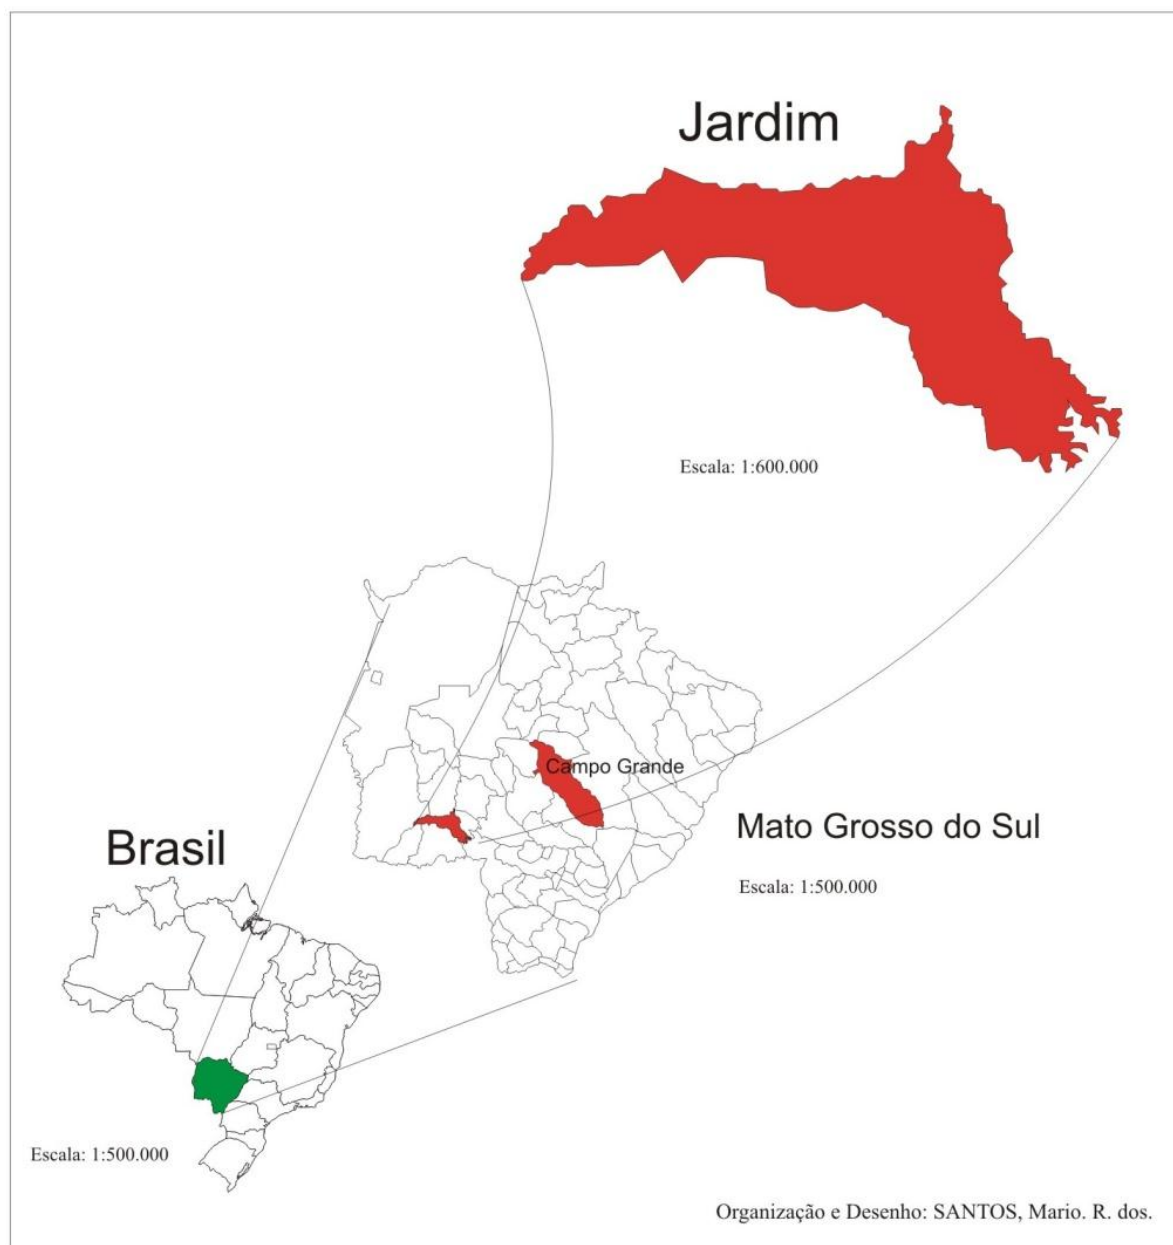 Jardim
Escala: 1:600.000
Campo Grande
Mato Grosso do Sul
Escala: 1:500.000
Brasil
Escala: 1:500.000
Organização e Desenho: SANTOS, Mario. R. dos.